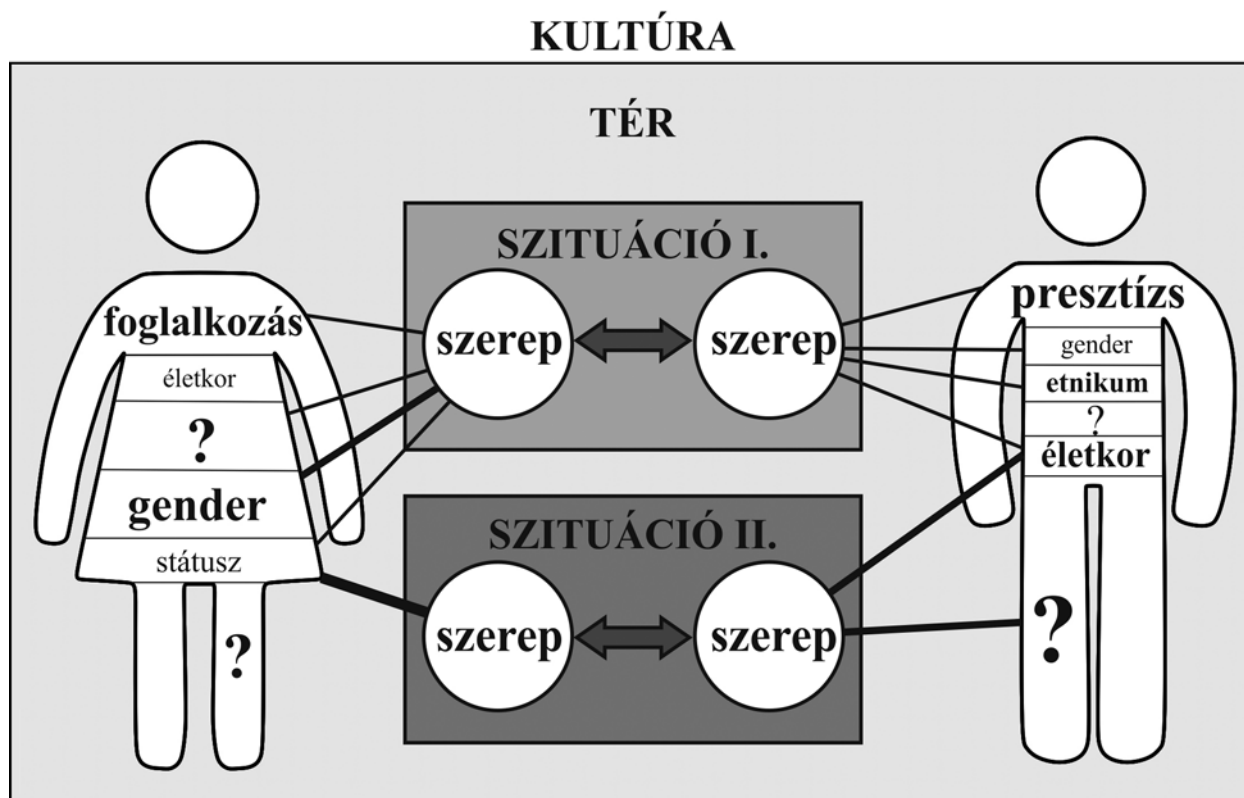 KULTÚRA
TÉR
SZITUÁCIÓ I.
szerep
szerep
foglalkozás
életkor
?
gender
státusz
?
presztízs
gender
etnikum
?
életkor
?
SZITUÁCIÓ II.
szerep
szerep